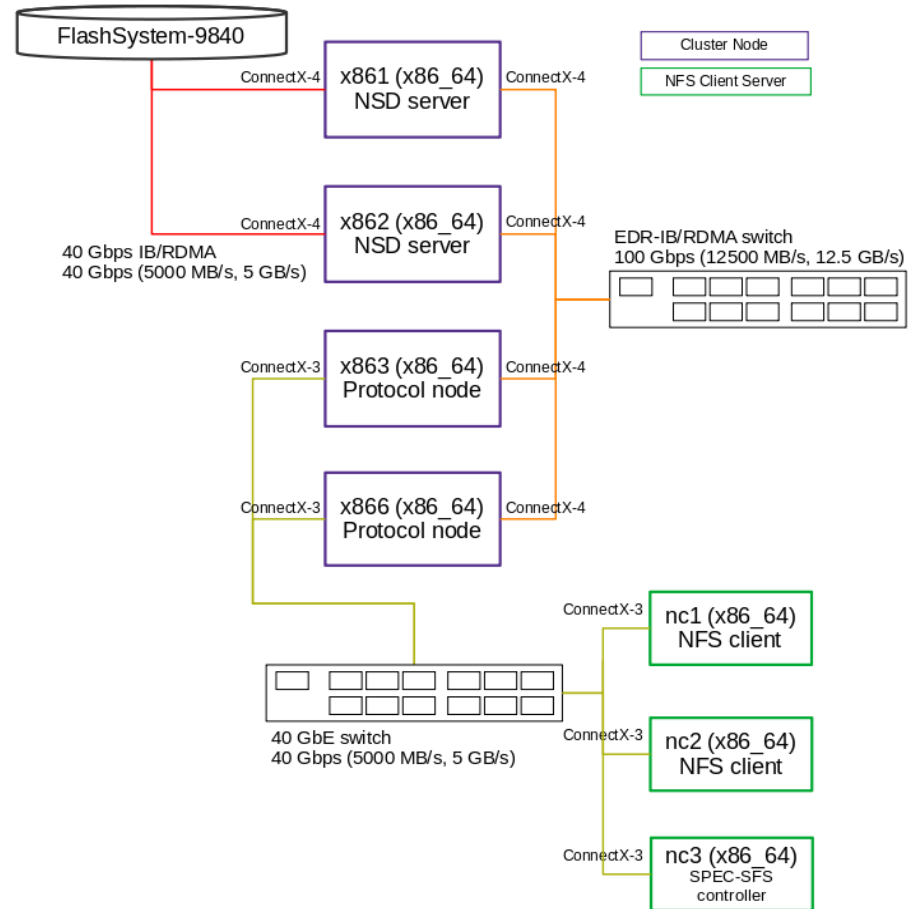 FlashSystem-9840
Cluster Node
NFS Client Server
ConnectX-4
x861 (x86_64)
NSD server
ConnectX-4
ConnectX-4
x862 (x86_64)
NSD server
ConnectX-4
40 Gbps IB/RDMA
40 Gbps (5000 MB/s, 5 GB/s)
EDR-IB/RDMA switch
100 Gbps (12500 MB/s, 12.5 GB/s)
ConnectX-3
x863 (x86_64)
Protocol node
ConnectX-4
ConnectX-3
x866 (x86_64)
Protocol node
ConnectX-4
40 GbE switch
40 Gbps (5000 MB/s, 5 GB/s)
ConnectX-3
nc1 (x86_64)
NFS client
ConnectX-3
nc2 (x86_64)
NFS client
ConnectX-3
nc3 (x86_64)
SPEC-SFS
controller